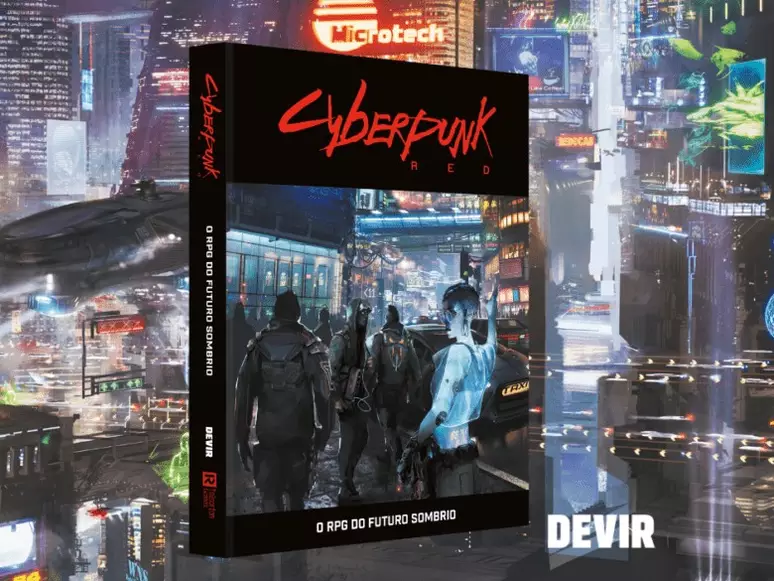 Microtech
CYBERPUNK
RED
CYBERPUNK
RED
O RPG DO FUTURO SOMBRIO
DEVIR
R
TAXI
O RPG DO FUTURO SOMBRIO
DEVIR